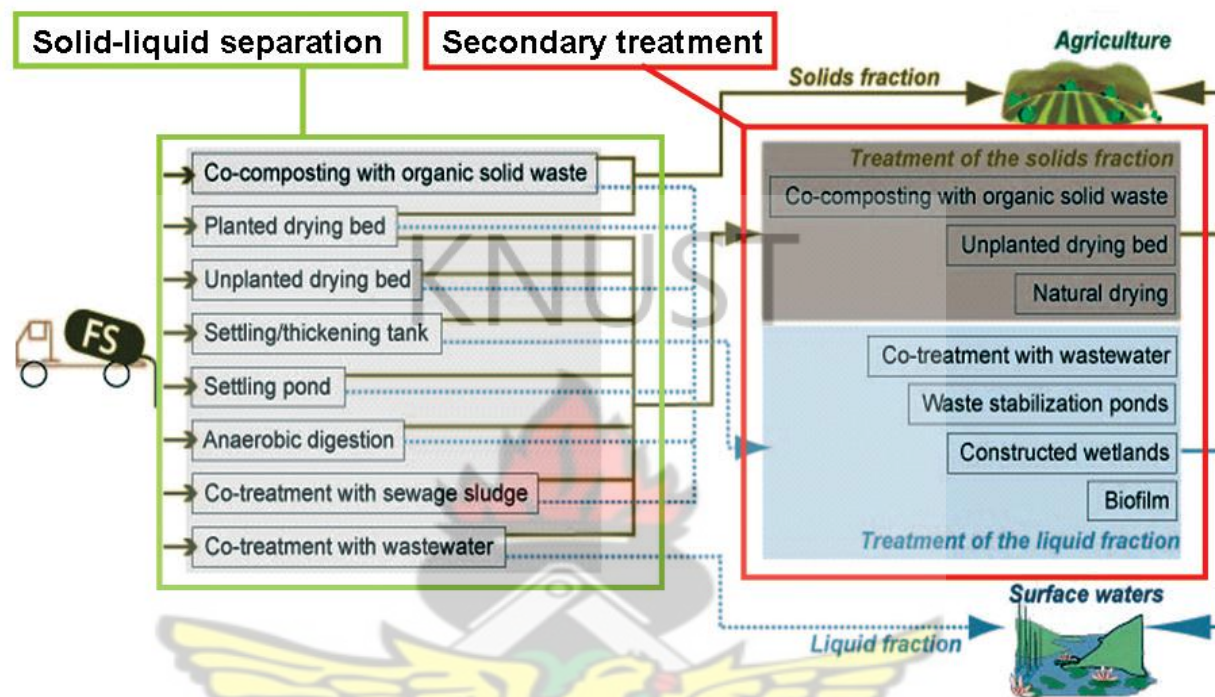 Solid-liquid separation
Secondary treatment
Agriculture
Solids fraction
Co-composting with organic solid waste
Planted drying bed
Unplanted drying bed
Settling/thickening tank
Settling pond
Anaerobic digestion
Co-treatment with sewage sludge
Co-treatment with wastewater
FS
KNUST
Treatment of the solids fraction
Co-composting with organic solid waste
Unplanted drying bed
Natural drying
Co-treatment with wastewater
Waste stabilization ponds
Constructed wetlands
Biofilm
Treatment of the liquid fraction
Surface waters
Liquid fraction